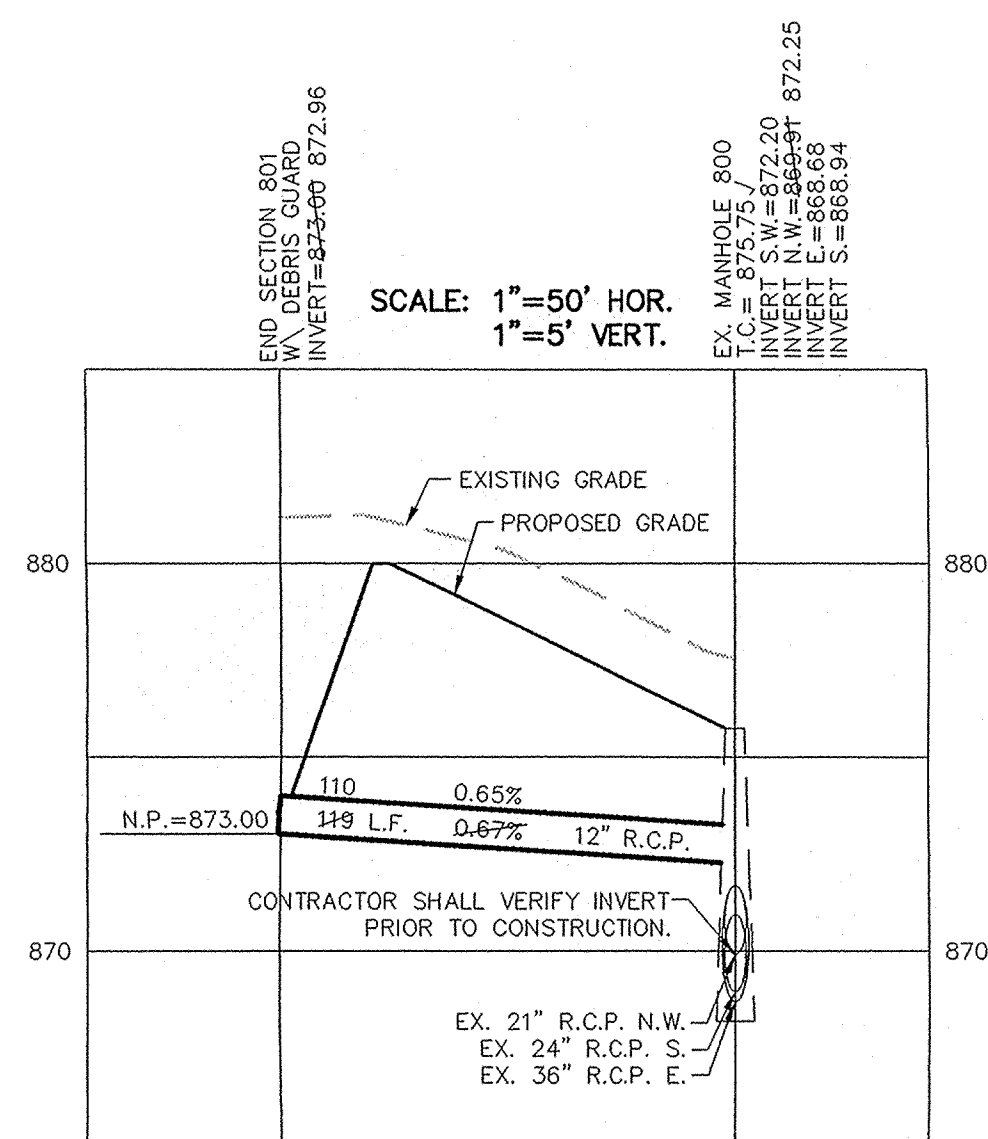 END SECTION 801
W\ DEBRIS GUARD
INVERT=873.00 872.96
SCALE: 1"=50' HOR.
1"=5' VERT.
EX. MANHOLE 800
T.C.= 875.75
INVERT S.W.=872.20
INVERT N.W.=869.91 872.25
INVERT E.=868.68
INVERT S.=868.94
EXISTING GRADE
PROPOSED GRADE
880
880
110
0.65%
N.P.=873.00
119 L.F.
0.67%
12" R.C.P.
CONTRACTOR SHALL VERIFY INVERT
PRIOR TO CONSTRUCTION.
870
870
EX. 21" R.C.P. N.W.
EX. 24" R.C.P. S.
EX. 36" R.C.P. E.